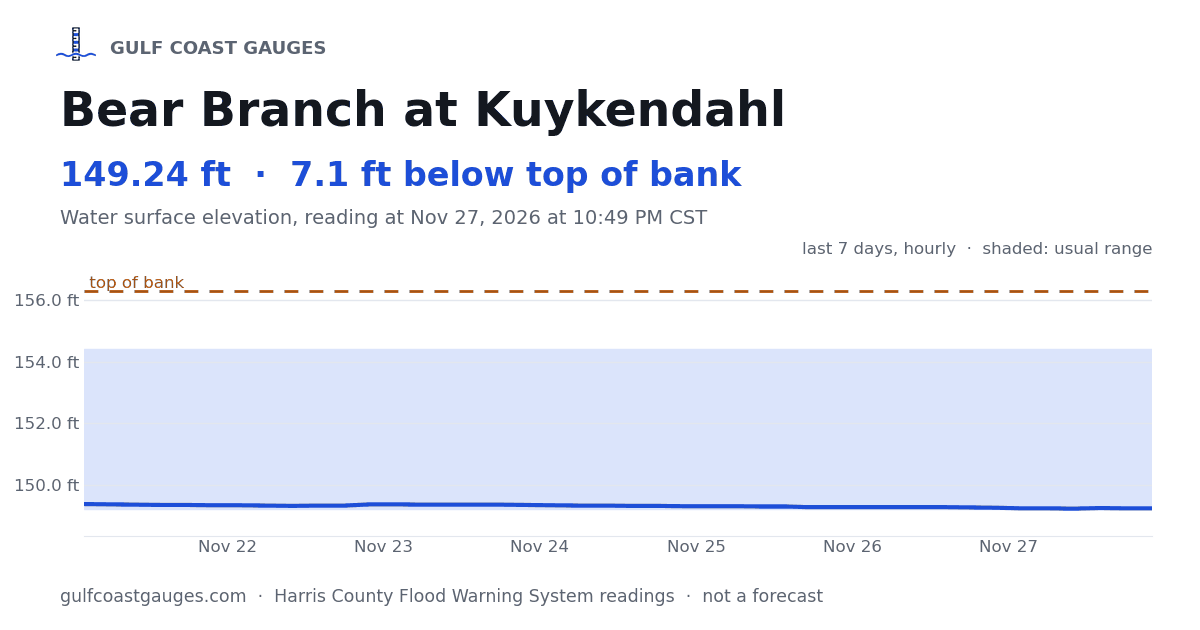 GULF COAST GAUGES
Bear Branch at Kuykendahl
149.24 ft · 7.1 ft below top of bank
Water surface elevation, reading at Nov 27, 2026 at 10:49 PM CST
last 7 days, hourly · shaded: usual range
top of bank
156.0 ft
154.0 ft
152.0 ft
150.0 ft
Nov 22 Nov 23 Nov 24 Nov 25 Nov 26 Nov 27
gulfcoastgauges.com · Harris County Flood Warning System readings · not a forecast